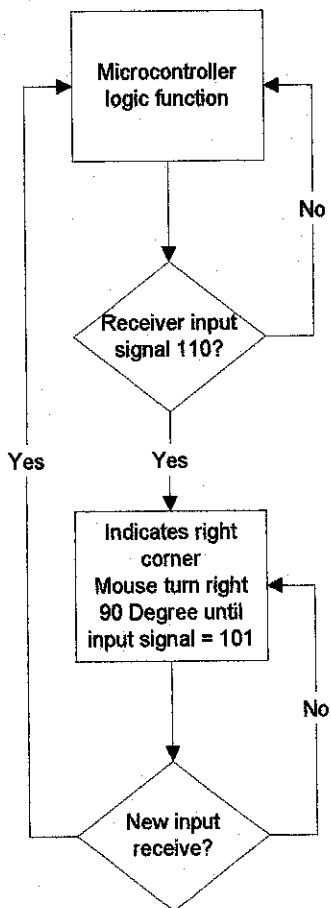 Microcontroller
logic function
No
Receiver input
signal 110?
Yes
Yes
Indicates right
corner
Mouse turn right
90 Degree until
input signal = 101
No
New input
receive?